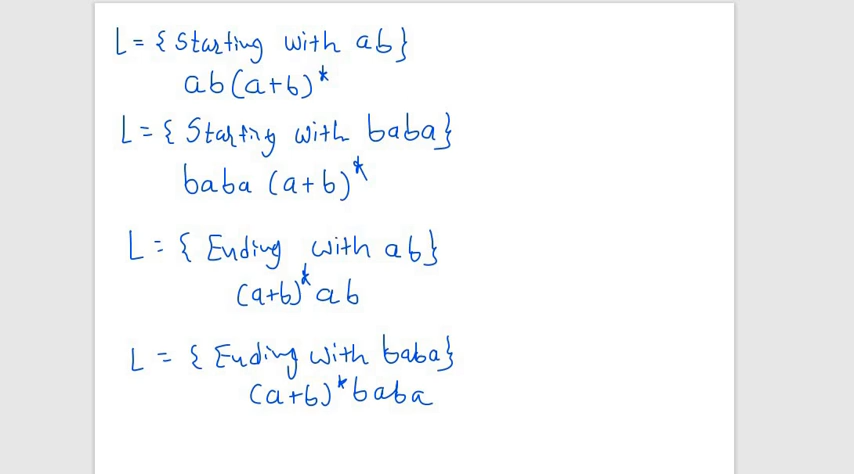 L = { Starting with ab}
ab(a+b)*
L = { Starting with baba}
baba (a+b)*
L = { Ending with ab}
(a+b)* ab
L = { Ending with baba}
(a+b)* baba